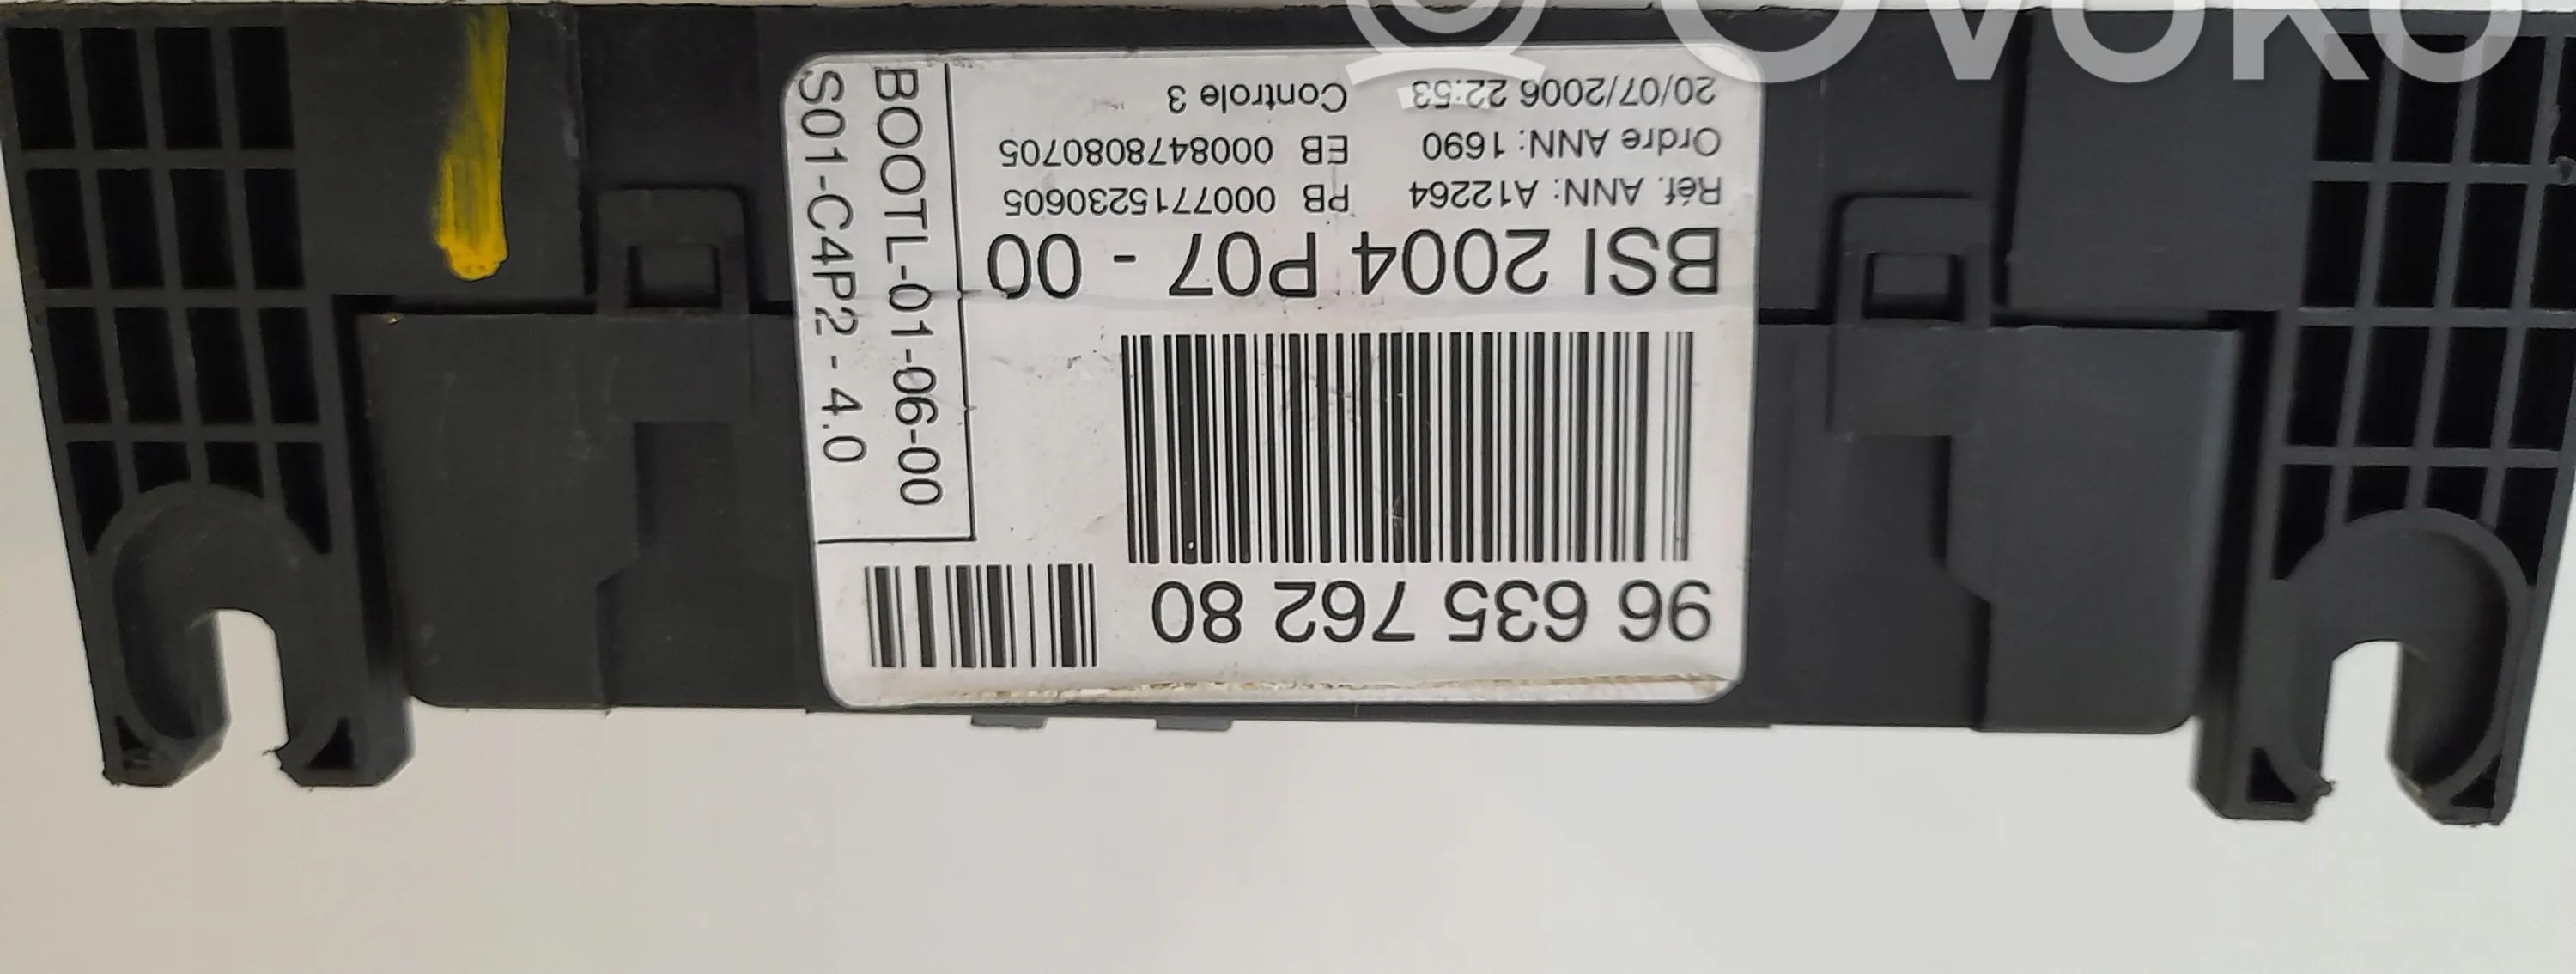 96 635 762 80
BSI 2004 P07 - 00
Réf. ANN: A12264 PB 0007715230605
Ordre ANN: 1690 EB 0008478080705
20/07/2006 22:53 Controle 3
BOOTL-01-06-00
S01-C4P2 - 4.0
OVOKO